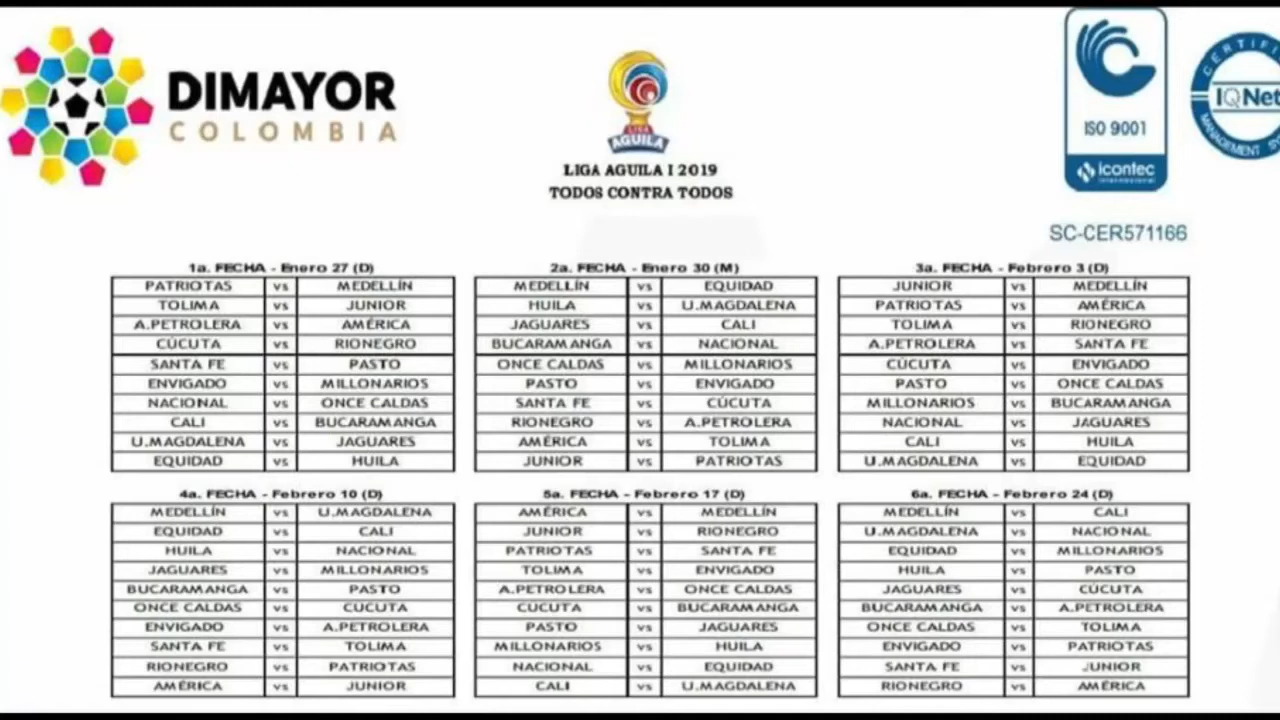 DIMAYOR
COLOMBIA
LIGA
AGUILA
LIGA AGUILA I 2019
TODOS CONTRA TODOS
ISO 9001
icontec
internacional
CERTIFI
IQNet
MANAGEMENT SY
SC-CER571166
1a. FECHA - Enero 27 (D)
PATRIOTAS vs MEDELLÍN
TOLIMA vs JUNIOR
A.PETROLERA vs AMÉRICA
CÚCUTA vs RIONEGRO
SANTA FE vs PASTO
ENVIGADO vs MILLONARIOS
NACIONAL vs ONCE CALDAS
CALI vs BUCARAMANGA
U.MAGDALENA vs JAGUARES
EQUIDAD vs HUILA
2a. FECHA - Enero 30 (M)
MEDELLÍN vs EQUIDAD
HUILA vs U.MAGDALENA
JAGUARES vs CALI
BUCARAMANGA vs NACIONAL
ONCE CALDAS vs MILLONARIOS
PASTO vs ENVIGADO
SANTA FE vs CÚCUTA
RIONEGRO vs A.PETROLERA
AMÉRICA vs TOLIMA
JUNIOR vs PATRIOTAS
3a. FECHA - Febrero 3 (D)
JUNIOR vs MEDELLÍN
PATRIOTAS vs AMÉRICA
TOLIMA vs RIONEGRO
A.PETROLERA vs SANTA FE
CÚCUTA vs ENVIGADO
PASTO vs ONCE CALDAS
MILLONARIOS vs BUCARAMANGA
NACIONAL vs JAGUARES
CALI vs HUILA
U.MAGDALENA vs EQUIDAD
4a. FECHA - Febrero 10 (D)
MEDELLÍN vs U.MAGDALENA
EQUIDAD vs CALI
HUILA vs NACIONAL
JAGUARES vs MILLONARIOS
BUCARAMANGA vs PASTO
ONCE CALDAS vs CUCUTA
ENVIGADO vs A.PETROLERA
SANTA FE vs TOLIMA
RIONEGRO vs PATRIOTAS
AMÉRICA vs JUNIOR
5a. FECHA - Febrero 17 (D)
AMÉRICA vs MEDELLÍN
JUNIOR vs RIONEGRO
PATRIOTAS vs SANTA FE
TOLIMA vs ENVIGADO
A.PETROLERA vs ONCE CALDAS
CÚCUTA vs BUCARAMANGA
PASTO vs JAGUARES
MILLONARIOS vs HUILA
NACIONAL vs EQUIDAD
CALI vs U.MAGDALENA
6a. FECHA - Febrero 24 (D)
MEDELLÍN vs CALI
U.MAGDALENA vs NACIONAL
EQUIDAD vs MILLONARIOS
HUILA vs PASTO
JAGUARES vs CÚCUTA
BUCARAMANGA vs A.PETROLERA
ONCE CALDAS vs TOLIMA
ENVIGADO vs PATRIOTAS
SANTA FE vs JUNIOR
RIONEGRO vs AMÉRICA